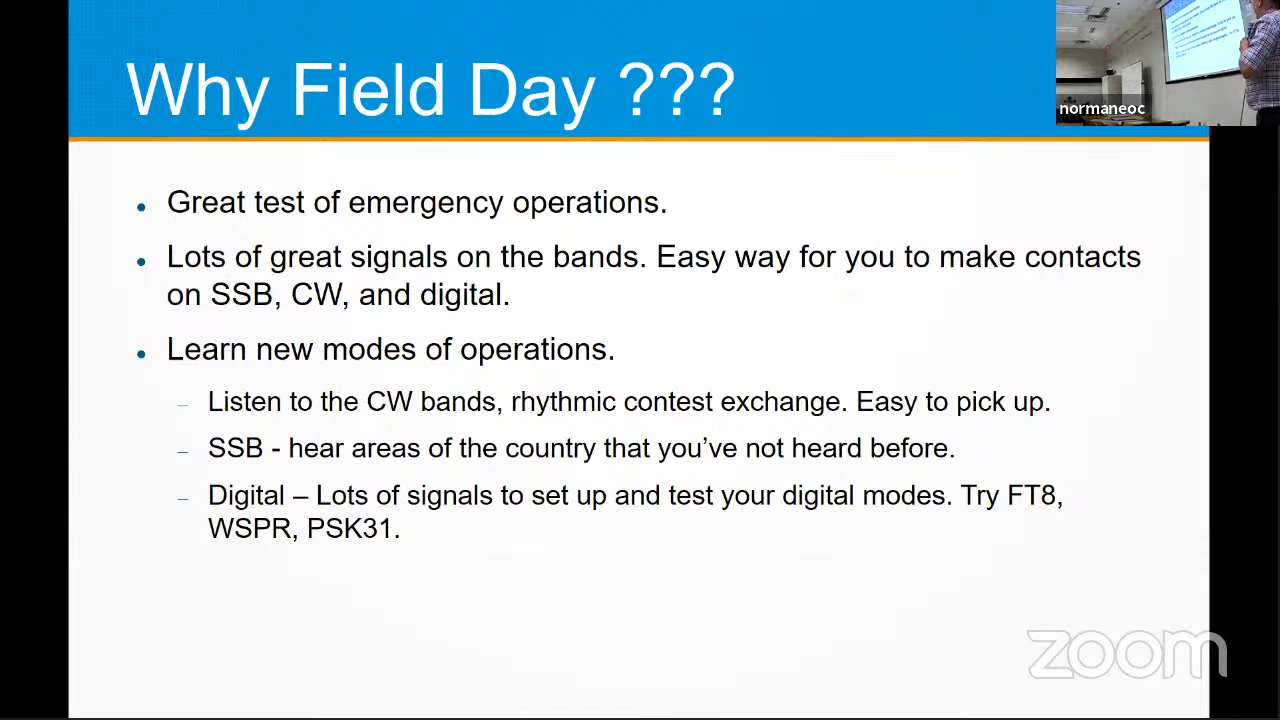 Why Field Day ???
normaneoc
Great test of emergency operations.
Lots of great signals on the bands. Easy way for you to make contacts
on SSB, CW, and digital.
Learn new modes of operations.
– Listen to the CW bands, rhythmic contest exchange. Easy to pick up.
– SSB - hear areas of the country that you’ve not heard before.
– Digital – Lots of signals to set up and test your digital modes. Try FT8,
WSPR, PSK31.
zoom